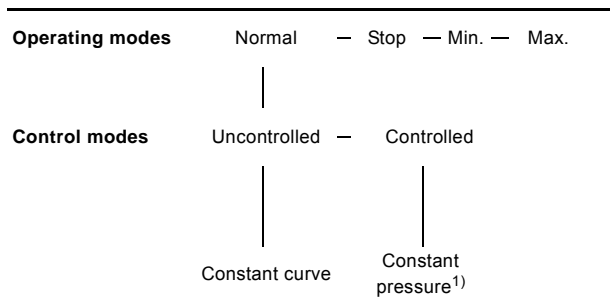 Operating modes Normal – Stop – Min. – Max.
Control modes Uncontrolled – Controlled
Constant curve Constant
pressure1)